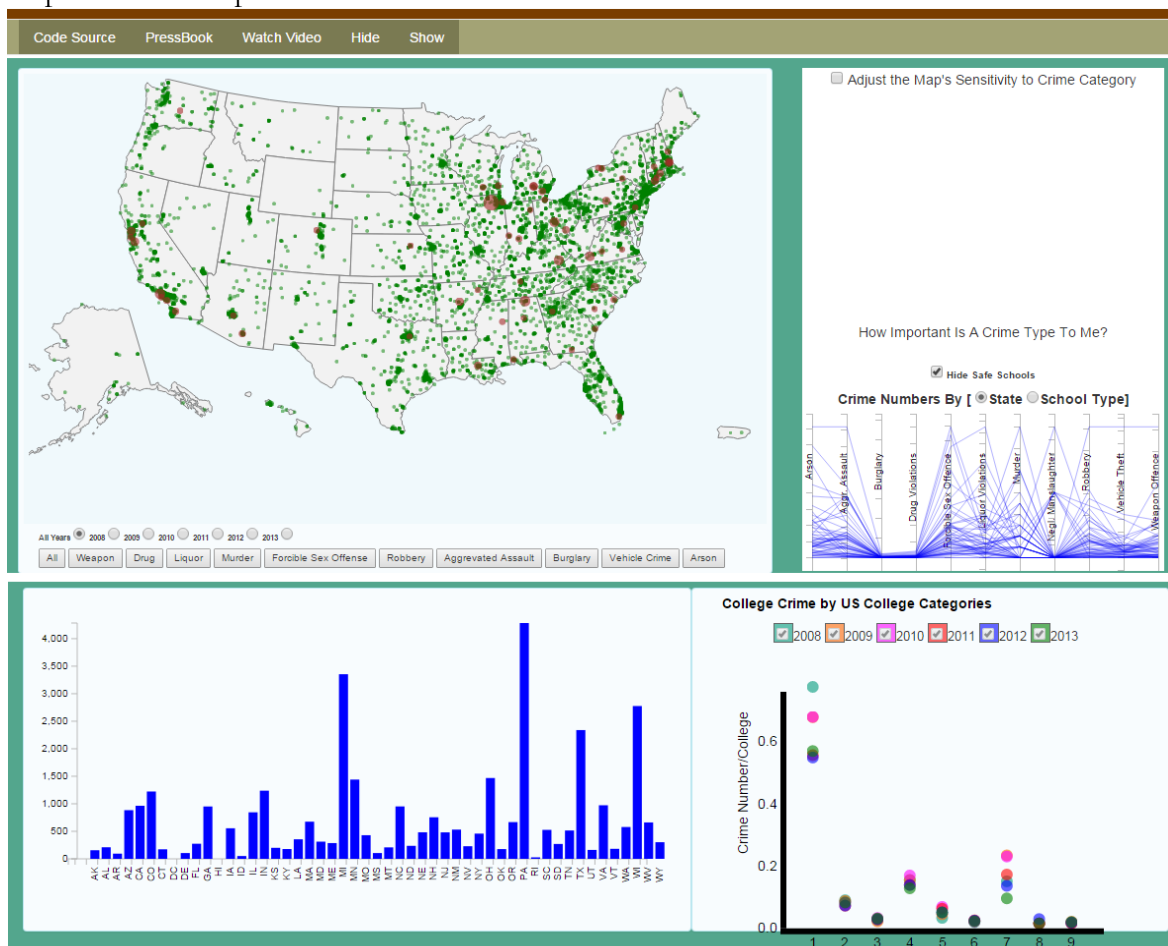 Code Source PressBook Watch Video Hide Show
Adjust the Map's Sensitivity to Crime Category
How Important Is A Crime Type To Me?
Hide Safe Schools
Crime Numbers By [ State School Type]
Arson
Aggr. Assault
Burglary
Drug Violations
Forcible Sex Offence
Liquor Violations
Murder
Negli. Manslaughter
Robbery
Vehicle Theft
Weapon Offence
All Years 2008 2009 2010 2011 2012 2013
All Weapon Drug Liquor Murder Forcible Sex Offense Robbery Aggrevated Assault Burglary Vehicle Crime Arson
4,000
3,500
3,000
2,500
2,000
1,500
1,000
500
0
AK AL AR AZ CA CO CT DC DE FL GA HI IA ID IL IN KS KY LA MA MD ME MI MN MO MS MT NC ND NE NH NJ NM NV NY OH OK OR PA RI SC SD TN TX UT VA VT WA WI WV WY
College Crime by US College Categories
2008 2009 2010 2011 2012 2013
Crime Number/College
0.6
0.4
0.2
0.0
1 2 3 4 5 6 7 8 9